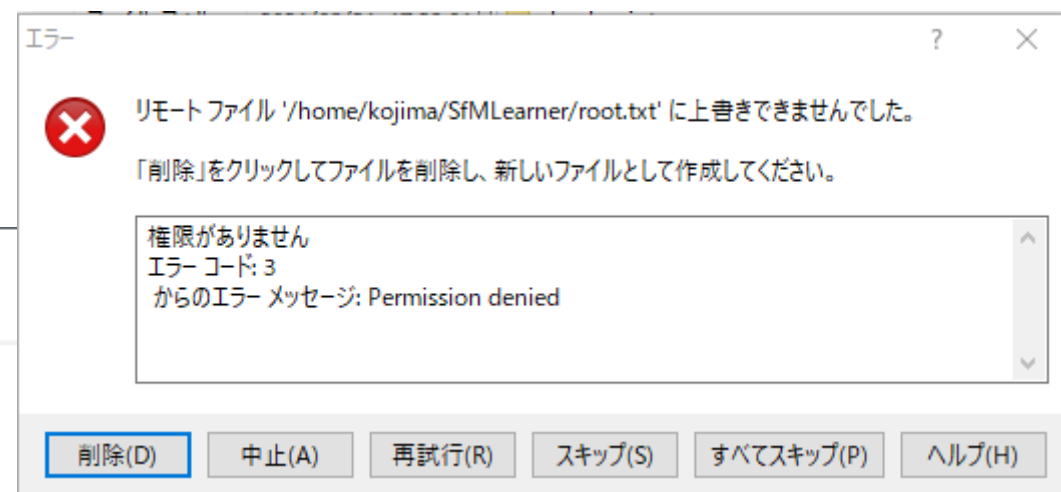 エラー
?
リモート ファイル '/home/kojima/SfMLearner/root.txt' に上書きできませんでした。
「削除」をクリックしてファイルを削除し、新しいファイルとして作成してください。
権限がありません
エラー コード: 3
からのエラー メッセージ: Permission denied
削除(D) 中止(A) 再試行(R) スキップ(S) すべてスキップ(P) ヘルプ(H)